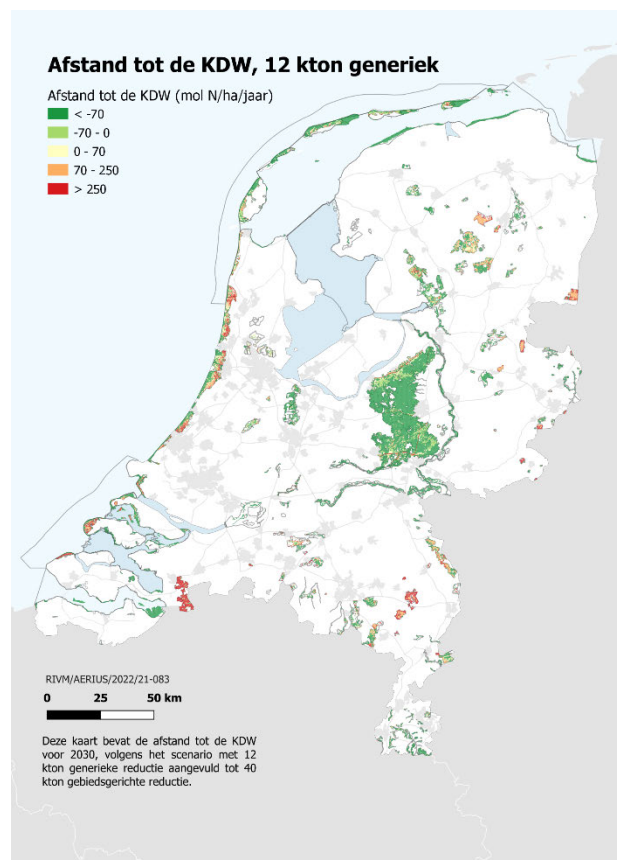 Afstand tot de KDW, 12 kton generiek
Afstand tot de KDW (mol N/ha/jaar)
< -70
-70 - 0
0 - 70
70 - 250
> 250
RIVM/AERIUS/2022/21-083
0 25 50 km
Deze kaart bevat de afstand tot de KDW
voor 2030, volgens het scenario met 12
kton generieke reductie aangevuld tot 40
kton gebiedsgerichte reductie.